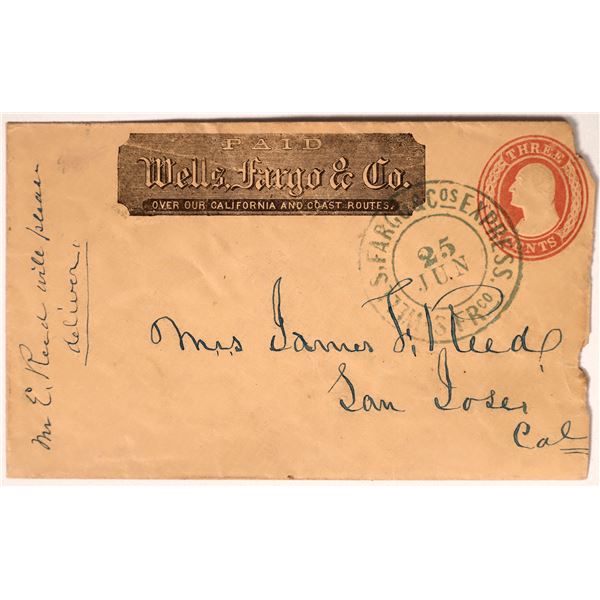 PAID
Wells, Fargo & Co.
OVER OUR CALIFORNIA AND COAST ROUTES.
THREE
CENTS
WELLS, FARGO & COS EXPRESS.
25
JUN
Mrs James F. Reed,
San Jose,
Cal
Mr E. Reed will please
deliver.